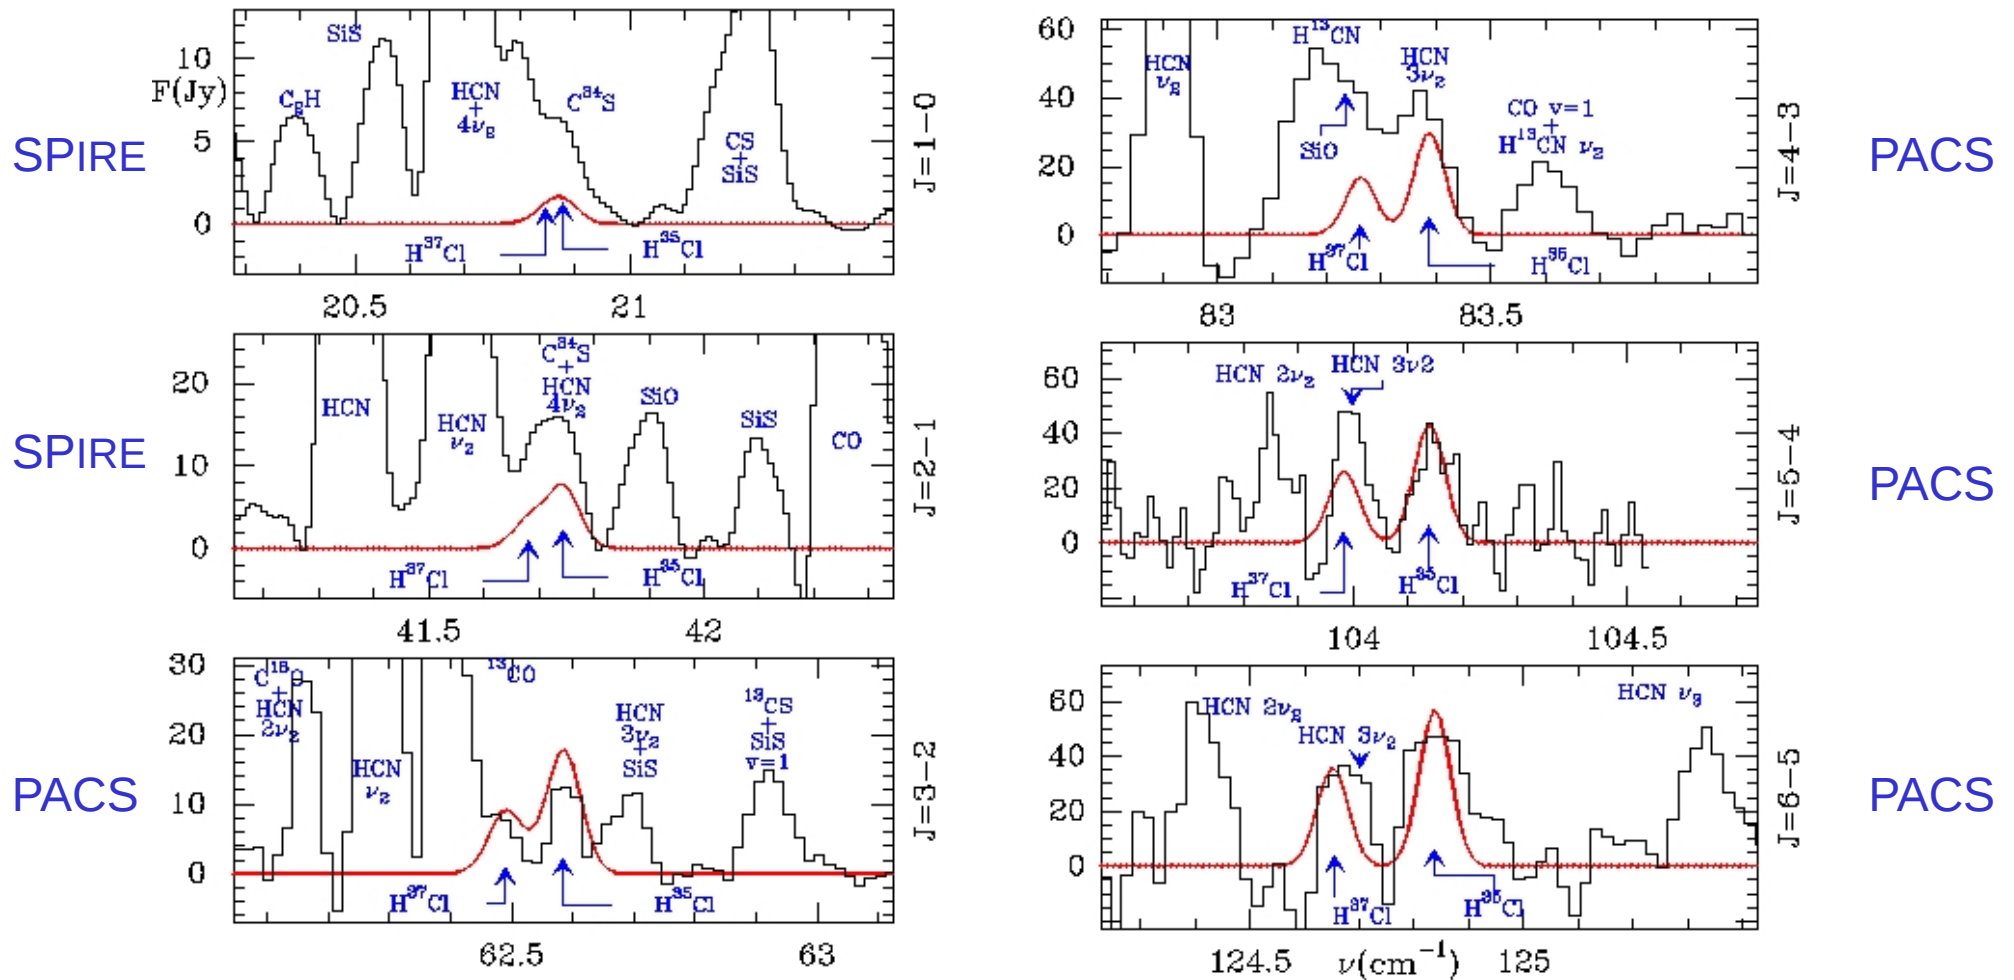 SPIRE
F(Jy)
10
5
0
C₂H
SiS
HCN
+
4ν₂
C³⁴S
CS
+
SiS
H³⁷Cl
H³⁵Cl
20.5
21
J=1-0
60
40
20
0
HCN
ν₂
H¹³CN
SiO
HCN
3ν₂
CO v=1
+
H¹³CN ν₂
H³⁷Cl
H³⁵Cl
83
83.5
J=4-3
PACS
SPIRE
20
10
0
HCN
HCN
ν₂
C³⁴S
+
HCN
4ν₂
SiO
SiS
CO
H³⁷Cl
H³⁵Cl
41.5
42
J=2-1
60
40
20
0
HCN 2ν₂
HCN 3ν2
H³⁷Cl
H³⁵Cl
104
104.5
J=5-4
PACS
PACS
30
20
10
0
C¹⁸O
+
HCN
2ν₂
HCN
ν₂
¹³CO
HCN
3ν₂
+
SiS
¹³CS
+
SiS
v=1
H³⁷Cl
H³⁵Cl
62.5
63
J=3-2
60
40
20
0
HCN 2ν₂
HCN 3ν₂
HCN ν₃
H³⁷Cl
H³⁵Cl
124.5
ν(cm⁻¹)
125
J=6-5
PACS